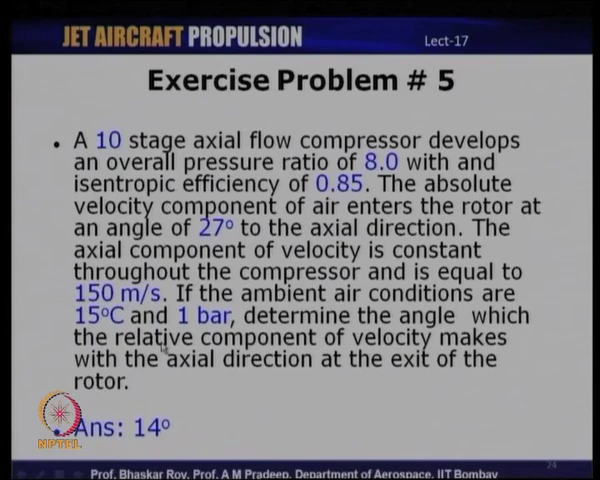 JET AIRCRAFT PROPULSION
Lect-17
Exercise Problem # 5
• A 10 stage axial flow compressor develops
an overall pressure ratio of 8.0 with and
isentropic efficiency of 0.85. The absolute
velocity component of air enters the rotor at
an angle of 27º to the axial direction. The
axial component of velocity is constant
throughout the compressor and is equal to
150 m/s. If the ambient air conditions are
15ºC and 1 bar, determine the angle which
the relative component of velocity makes
with the axial direction at the exit of the
rotor.
• Ans: 14º
NPTEL
24
Prof. Bhaskar Roy, Prof. A M Pradeep, Department of Aerospace, IIT Bombay